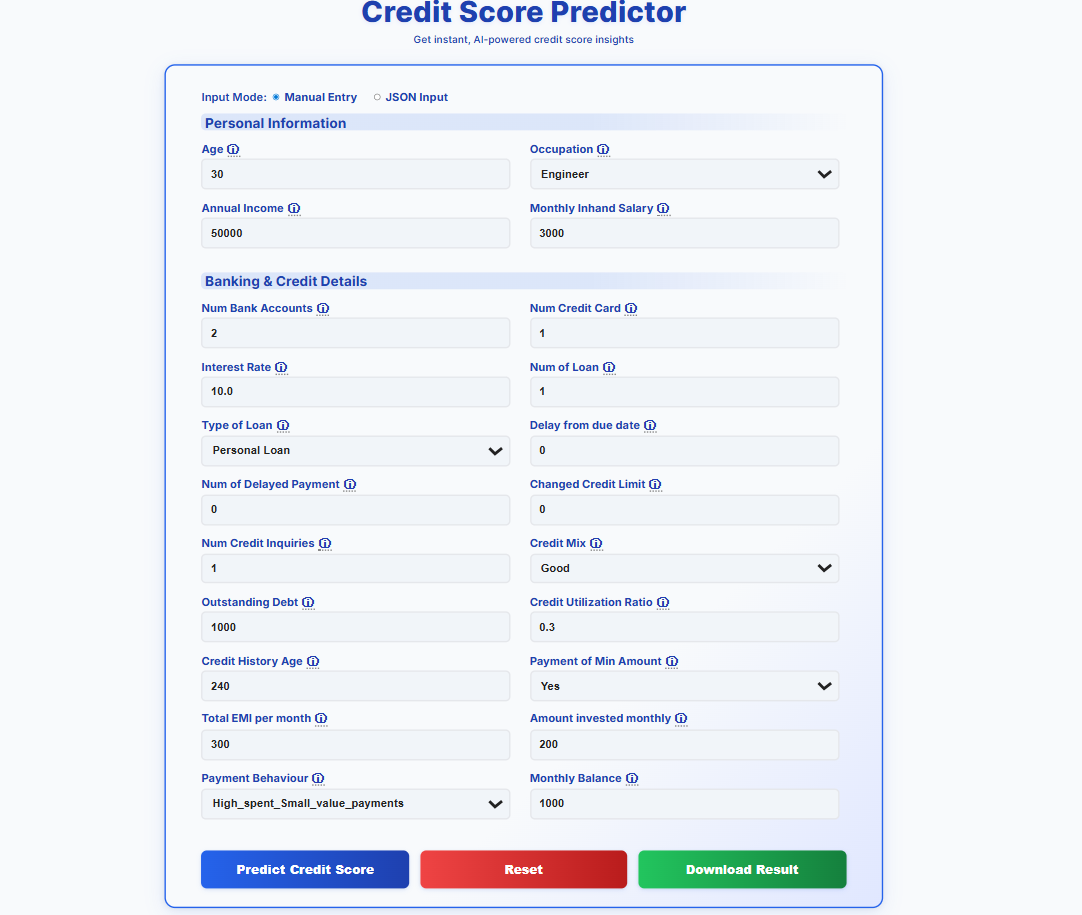 Credit Score Predictor
Get instant, AI-powered credit score insights
Input Mode: Manual Entry JSON Input
Personal Information
Age Occupation
30 Engineer
Annual Income Monthly Inhand Salary
50000 3000
Banking & Credit Details
Num Bank Accounts Num Credit Card
2 1
Interest Rate Num of Loan
10.0 1
Type of Loan Delay from due date
Personal Loan 0
Num of Delayed Payment Changed Credit Limit
0 0
Num Credit Inquiries Credit Mix
1 Good
Outstanding Debt Credit Utilization Ratio
1000 0.3
Credit History Age Payment of Min Amount
240 Yes
Total EMI per month Amount invested monthly
300 200
Payment Behaviour Monthly Balance
High_spent_Small_value_payments 1000
Predict Credit Score Reset Download Result